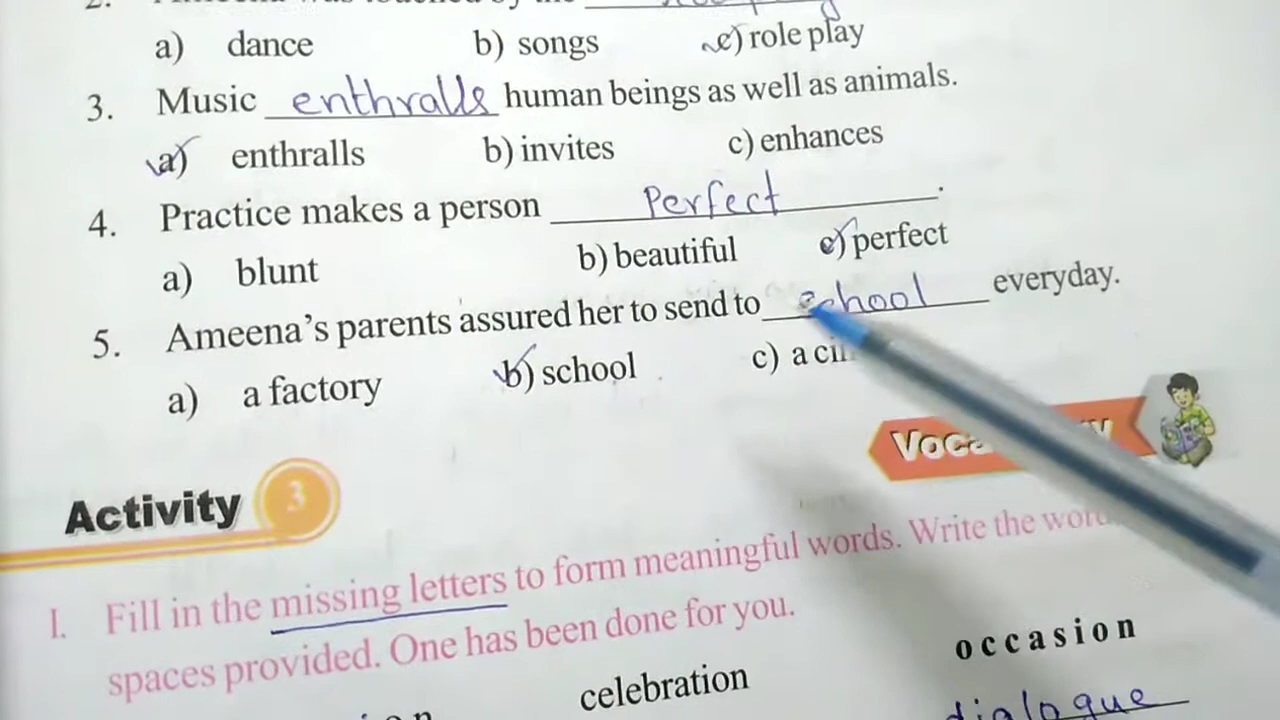 2.
a) dance b) songs c) role play
3. Music enthralls human beings as well as animals.
a) enthralls b) invites c) enhances
4. Practice makes a person Perfect.
a) blunt b) beautiful c) perfect
5. Ameena's parents assured her to send to school everyday.
a) a factory b) school c) a
Activity 3
I. Fill in the missing letters to form meaningful words. Write the
spaces provided. One has been done for you.
celebration occasion
dialogue